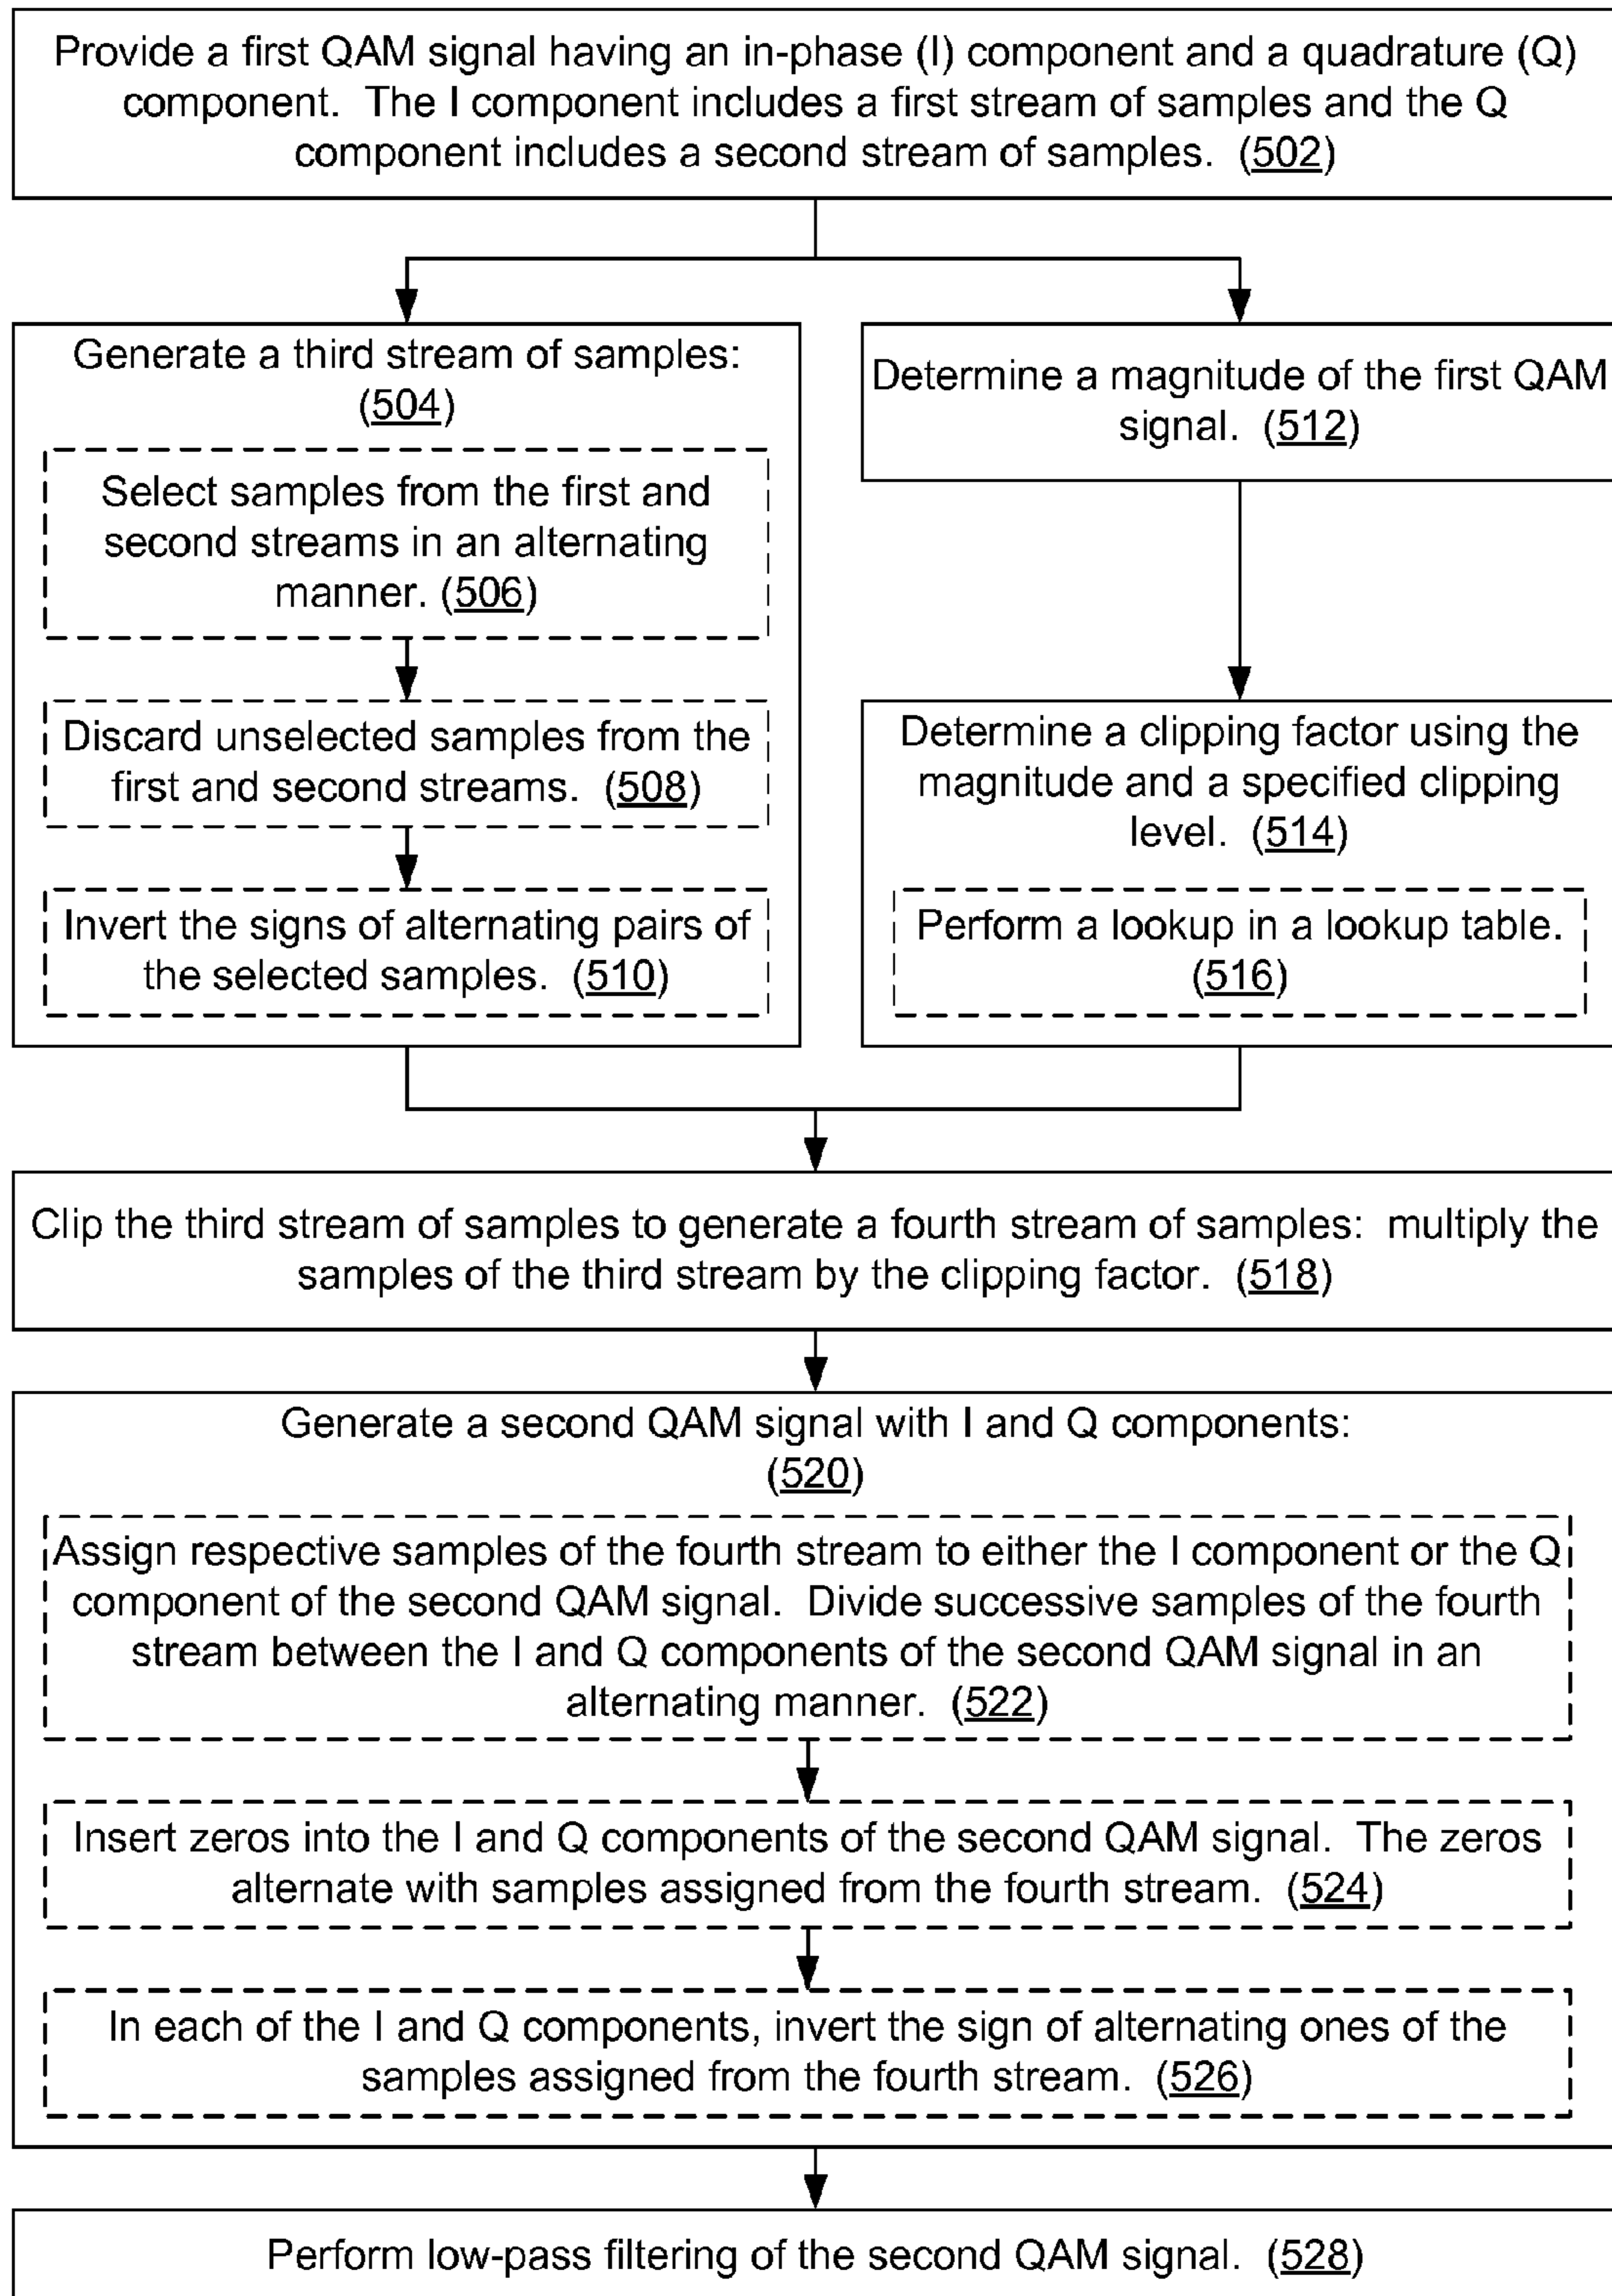 Provide a first QAM signal having an in-phase (I) component and a quadrature (Q)
component. The I component includes a first stream of samples and the Q
component includes a second stream of samples. (502)
Generate a third stream of samples:
(504)
Select samples from the first and
second streams in an alternating
manner. (506)
Discard unselected samples from the
first and second streams. (508)
Invert the signs of alternating pairs of
the selected samples. (510)
Determine a magnitude of the first QAM
signal. (512)
Determine a clipping factor using the
magnitude and a specified clipping
level. (514)
Perform a lookup in a lookup table.
(516)
Clip the third stream of samples to generate a fourth stream of samples: multiply the
samples of the third stream by the clipping factor. (518)
Generate a second QAM signal with I and Q components:
(520)
Assign respective samples of the fourth stream to either the I component or the Q
component of the second QAM signal. Divide successive samples of the fourth
stream between the I and Q components of the second QAM signal in an
alternating manner. (522)
Insert zeros into the I and Q components of the second QAM signal. The zeros
alternate with samples assigned from the fourth stream. (524)
In each of the I and Q components, invert the sign of alternating ones of the
samples assigned from the fourth stream. (526)
Perform low-pass filtering of the second QAM signal. (528)